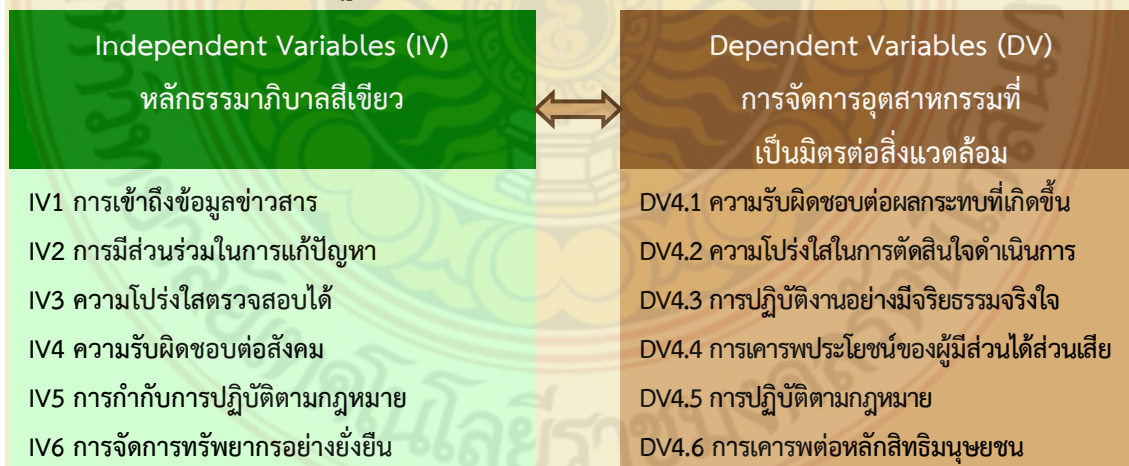 Independent Variables (IV)
หลักธรรมาภิบาลสีเขียว
IV1 การเข้าถึงข้อมูลข่าวสาร
IV2 การมีส่วนร่วมในการแก้ปัญหา
IV3 ความโปร่งใสตรวจสอบได้
IV4 ความรับผิดชอบต่อสังคม
IV5 การกำกับการปฏิบัติตามกฎหมาย
IV6 การจัดการทรัพยากรอย่างยั่งยืน
Dependent Variables (DV)
การจัดการอุตสาหกรรมที่
เป็นมิตรต่อสิ่งแวดล้อม
DV4.1 ความรับผิดชอบต่อผลกระทบที่เกิดขึ้น
DV4.2 ความโปร่งใสในการตัดสินใจดำเนินการ
DV4.3 การปฏิบัติงานอย่างมีจริยธรรมจริงใจ
DV4.4 การเคารพประโยชน์ของผู้มีส่วนได้ส่วนเสีย
DV4.5 การปฏิบัติตามกฎหมาย
DV4.6 การเคารพต่อหลักสิทธิมนุษยชน